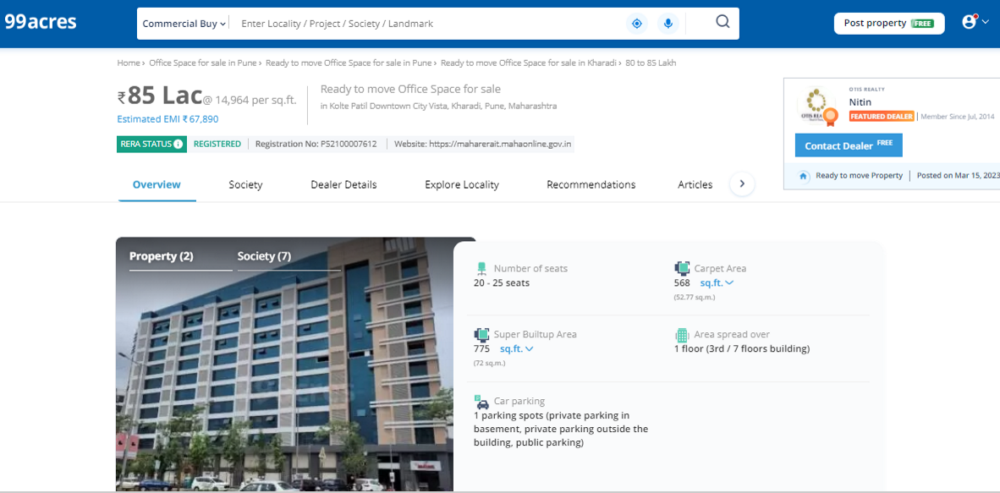 99acres
Commercial Buy
Enter Locality / Project / Society / Landmark
Post property FREE
Home › Office Space for sale in Pune › Ready to move Office Space for sale in Pune › Ready to move Office Space for sale in Kharadi › 80 to 85 Lakh
₹85 Lac @ 14,964 per sq.ft.
Estimated EMI ₹ 67,890
Ready to move Office Space for sale
in Kolte Patil Downtown City Vista, Kharadi, Pune, Maharashtra
RERA STATUS REGISTERED | Registration No: P52100007612 | Website: https://maharerait.mahaonline.gov.in
OTIS REALTY
Nitin
FEATURED DEALER | Member Since Jul, 2014
Contact Dealer FREE
Ready to move Property | Posted on Mar 15, 2023
Overview Society Dealer Details Explore Locality Recommendations Articles
Property (2) Society (7)
Number of seats
20 - 25 seats
Carpet Area
568 sq.ft.
(52.77 sq.m.)
Super Builtup Area
775 sq.ft.
(72 sq.m.)
Area spread over
1 floor (3rd / 7 floors building)
Car parking
1 parking spots (private parking in
basement, private parking outside the
building, public parking)